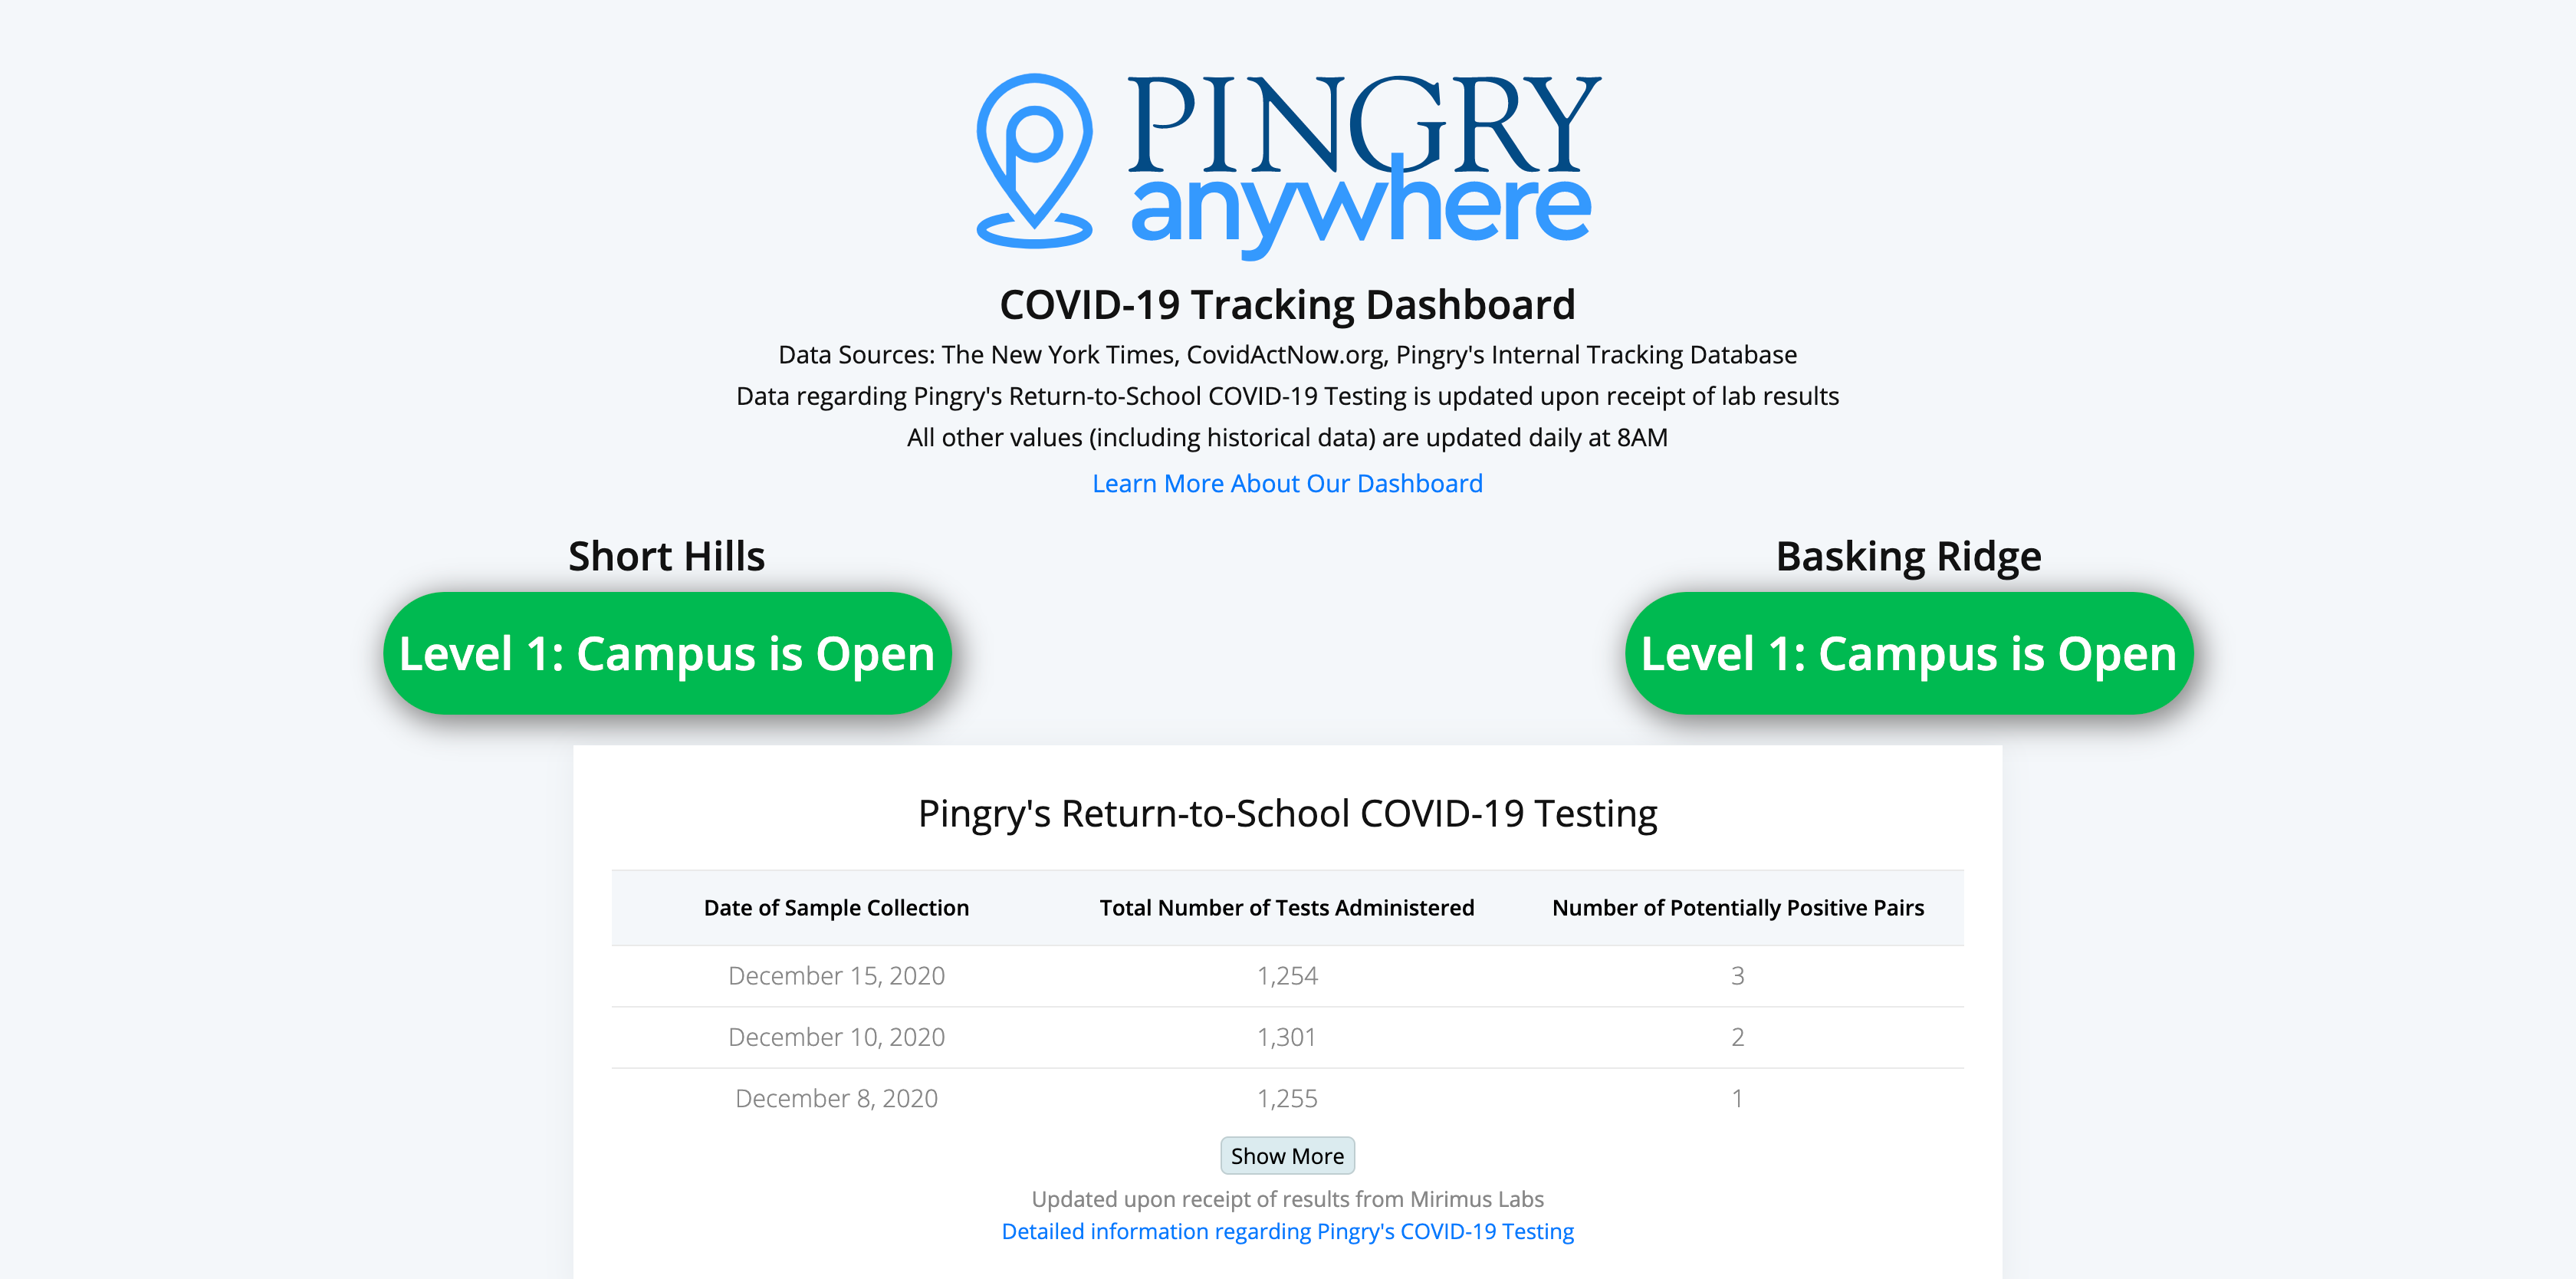 PINGRY
anywhere
COVID-19 Tracking Dashboard
Data Sources: The New York Times, CovidActNow.org, Pingry's Internal Tracking Database
Data regarding Pingry's Return-to-School COVID-19 Testing is updated upon receipt of lab results
All other values (including historical data) are updated daily at 8AM
Learn More About Our Dashboard
Short Hills
Level 1: Campus is Open
Basking Ridge
Level 1: Campus is Open
Pingry's Return-to-School COVID-19 Testing
Date of Sample Collection Total Number of Tests Administered Number of Potentially Positive Pairs
December 15, 2020 1,254 3
December 10, 2020 1,301 2
December 8, 2020 1,255 1
Show More
Updated upon receipt of results from Mirimus Labs
Detailed information regarding Pingry's COVID-19 Testing